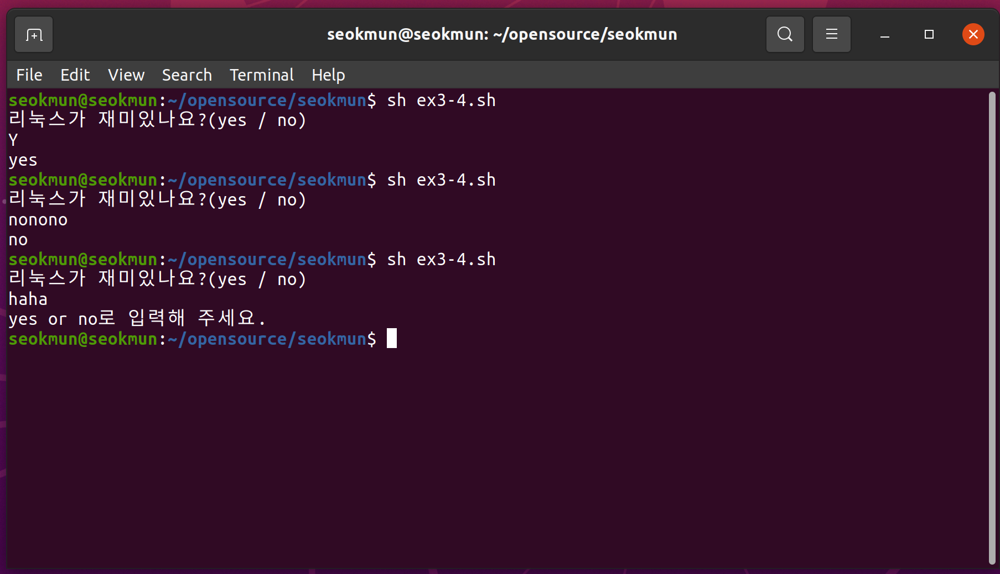 seokmun@seokmun: ~/opensource/seokmun
File Edit View Search Terminal Help
seokmun@seokmun:~/opensource/seokmun$ sh ex3-4.sh
리눅스가 재미있나요?(yes / no)
Y
yes
seokmun@seokmun:~/opensource/seokmun$ sh ex3-4.sh
리눅스가 재미있나요?(yes / no)
nonono
no
seokmun@seokmun:~/opensource/seokmun$ sh ex3-4.sh
리눅스가 재미있나요?(yes / no)
haha
yes or no로 입력해 주세요.
seokmun@seokmun:~/opensource/seokmun$